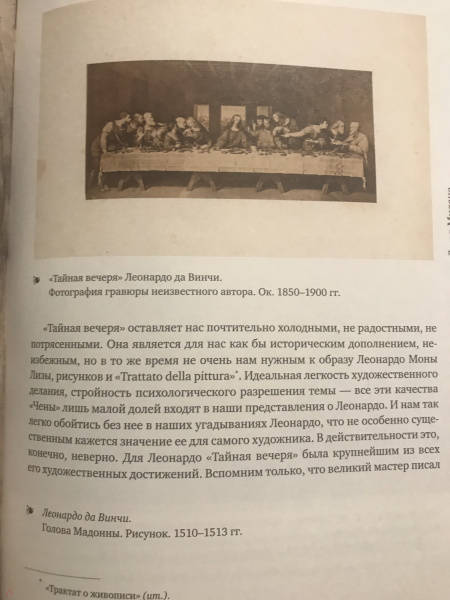 «Тайная вечеря» Леонардо да Винчи.
Фотография гравюры неизвестного автора. Ок. 1850–1900 гг.
«Тайная вечеря» оставляет нас почтительно холодными, не радостными, не
потрясенными. Она является для нас как бы историческим дополнением, не-
избежным, но в то же время не очень нам нужным к образу Леонардо Моны
Лизы, рисунков и «Trattato della pittura»*. Идеальная легкость художественного
делания, стройность психологического разрешения темы — все эти качества
«Чены» лишь малой долей входят в наши представления о Леонардо. И нам так
легко обойтись без нее в наших угадываниях Леонардо, что не особенно суще-
ственным кажется значение ее для самого художника. В действительности это,
конечно, неверно. Для Леонардо «Тайная вечеря» была крупнейшим из всех
его художественных достижений. Вспомним только, что великий мастер писал
Леонардо да Винчи.
Голова Мадонны. Рисунок. 1510–1513 гг.
* «Трактат о живописи» (ит.).